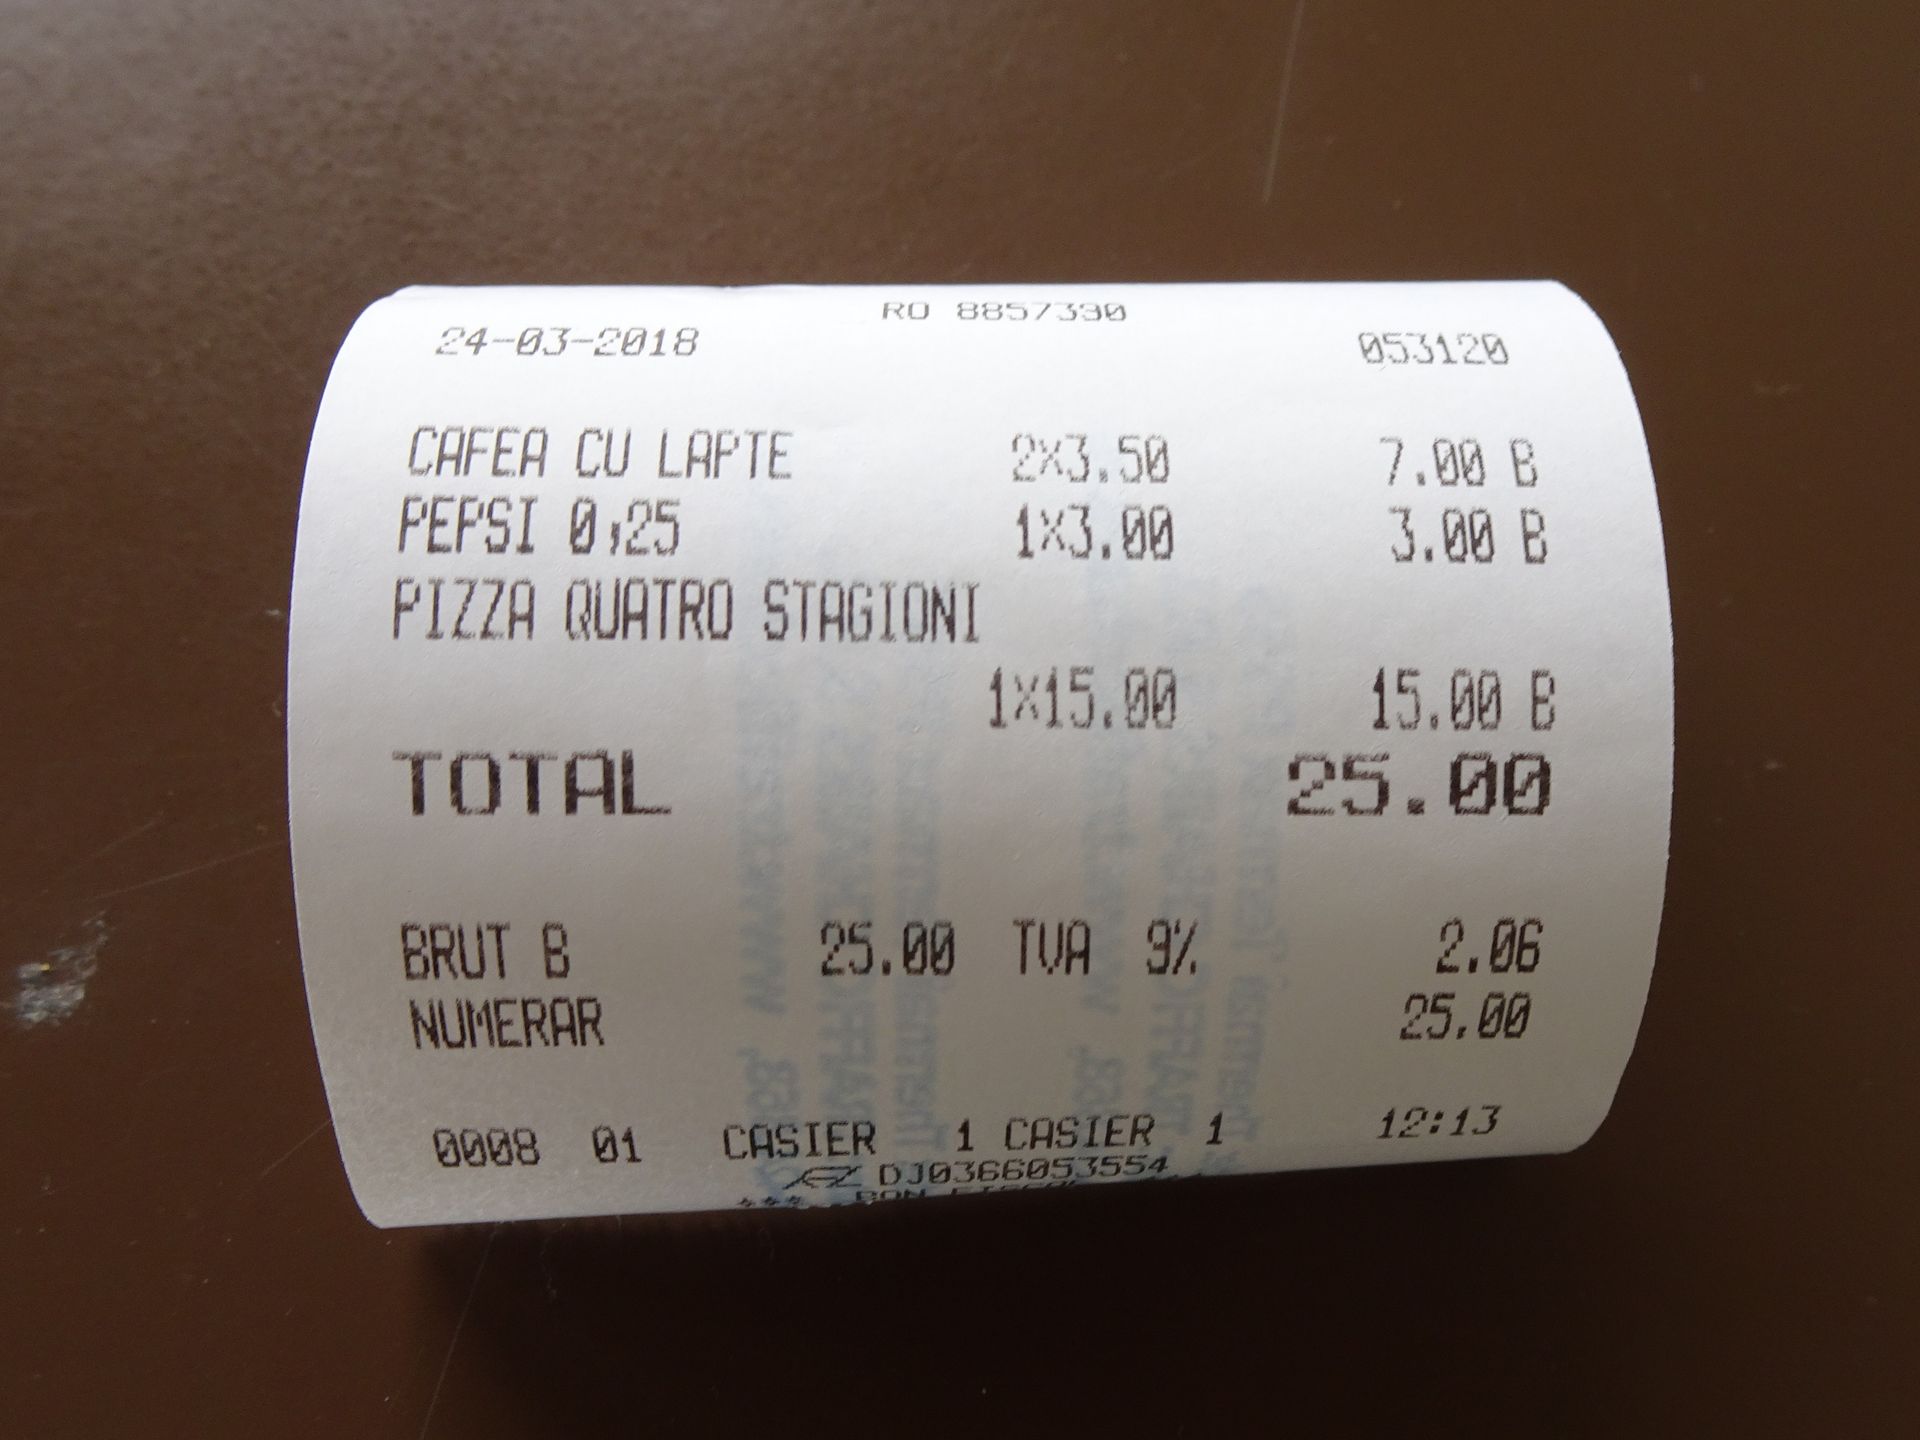 RO 8857390
24-03-2018 053120
CAFEA CU LAPTE 2X3.50 7.00 B
PEPSI 0,25 1X3.00 3.00 B
PIZZA QUATRO STAGIONI
1X15.00 15.00 B
TOTAL 25.00
BRUT B 25.00 TVA 9% 2.06
NUMERAR 25.00
0008 01 CASIER 1 CASIER 1 12:13
DJ0366053554
*** BON